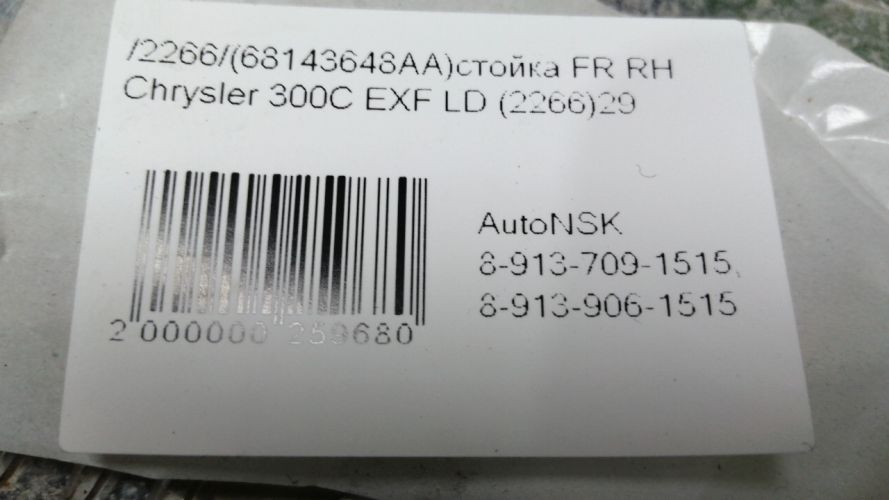 /2266/(68143648AA)стойка FR RH
Chrysler 300C EXF LD (2266)29
AutoNSK
8-913-709-1515,
8-913-906-1515
2 000000 259680